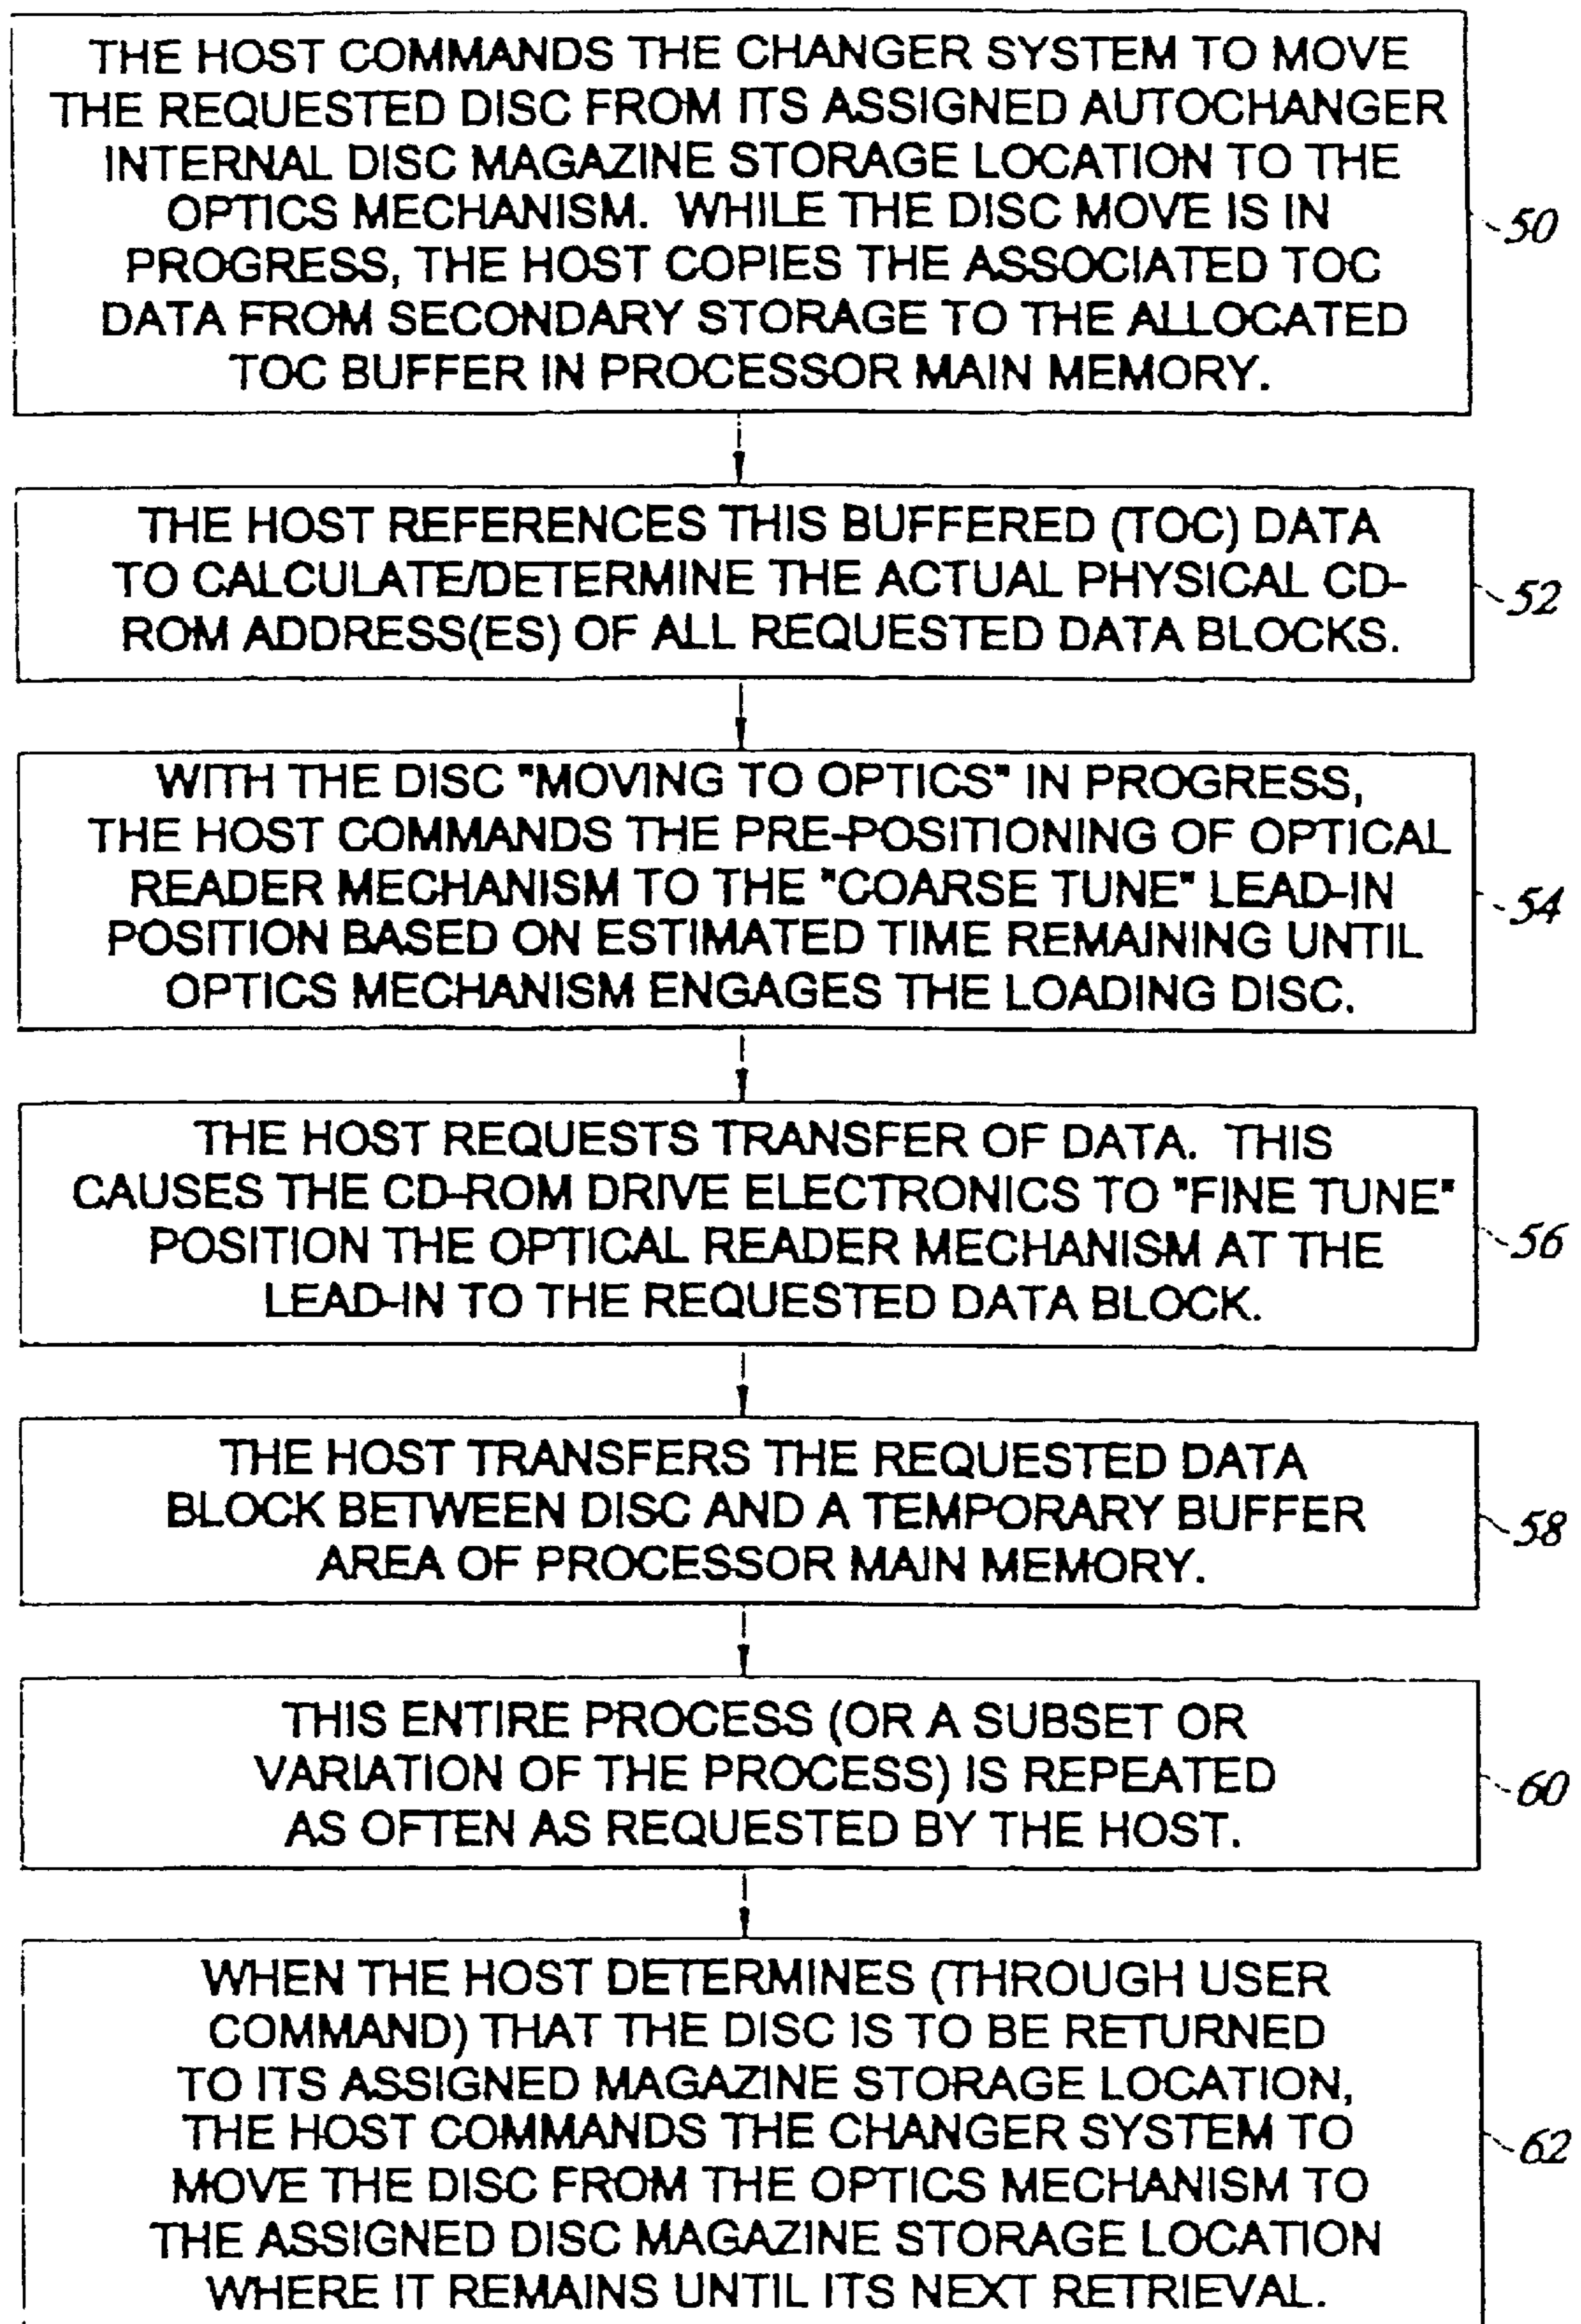 THE HOST COMMANDS THE CHANGER SYSTEM TO MOVE
THE REQUESTED DISC FROM ITS ASSIGNED AUTOCHANGER
INTERNAL DISC MAGAZINE STORAGE LOCATION TO THE
OPTICS MECHANISM. WHILE THE DISC MOVE IS IN
PROGRESS, THE HOST COPIES THE ASSOCIATED TOC
DATA FROM SECONDARY STORAGE TO THE ALLOCATED
TOC BUFFER IN PROCESSOR MAIN MEMORY.
50
THE HOST REFERENCES THIS BUFFERED (TOC) DATA
TO CALCULATE/DETERMINE THE ACTUAL PHYSICAL CD-
ROM ADDRESS(ES) OF ALL REQUESTED DATA BLOCKS.
52
WITH THE DISC "MOVING TO OPTICS" IN PROGRESS,
THE HOST COMMANDS THE PRE-POSITIONING OF OPTICAL
READER MECHANISM TO THE "COARSE TUNE" LEAD-IN
POSITION BASED ON ESTIMATED TIME REMAINING UNTIL
OPTICS MECHANISM ENGAGES THE LOADING DISC.
54
THE HOST REQUESTS TRANSFER OF DATA. THIS
CAUSES THE CD-ROM DRIVE ELECTRONICS TO "FINE TUNE"
POSITION THE OPTICAL READER MECHANISM AT THE
LEAD-IN TO THE REQUESTED DATA BLOCK.
56
THE HOST TRANSFERS THE REQUESTED DATA
BLOCK BETWEEN DISC AND A TEMPORARY BUFFER
AREA OF PROCESSOR MAIN MEMORY.
58
THIS ENTIRE PROCESS (OR A SUBSET OR
VARIATION OF THE PROCESS) IS REPEATED
AS OFTEN AS REQUESTED BY THE HOST.
60
WHEN THE HOST DETERMINES (THROUGH USER
COMMAND) THAT THE DISC IS TO BE RETURNED
TO ITS ASSIGNED MAGAZINE STORAGE LOCATION,
THE HOST COMMANDS THE CHANGER SYSTEM TO
MOVE THE DISC FROM THE OPTICS MECHANISM TO
THE ASSIGNED DISC MAGAZINE STORAGE LOCATION
WHERE IT REMAINS UNTIL ITS NEXT RETRIEVAL.
62